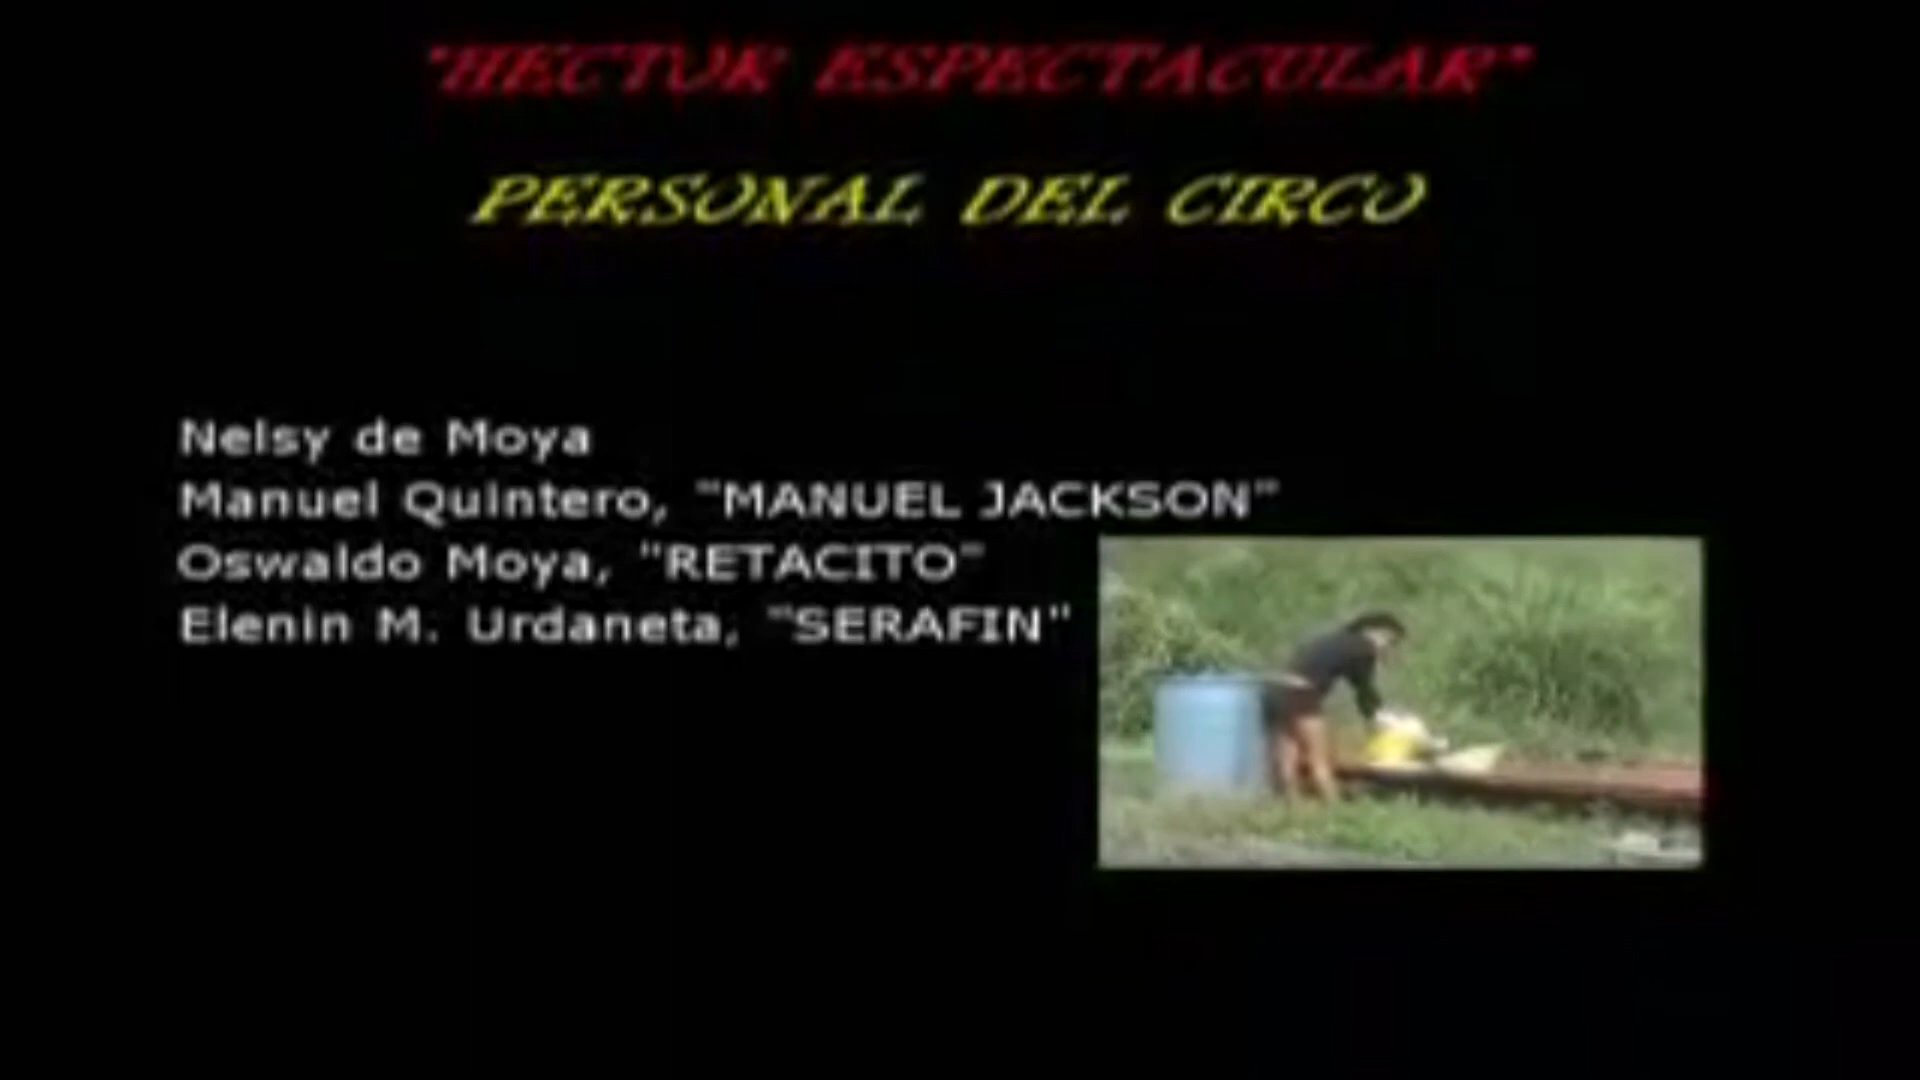 "HECTOR ESPECTACULAR"
PERSONAL DEL CIRCO
Nelsy de Moya
Manuel Quintero, "MANUEL JACKSON"
Oswaldo Moya, "RETACITO"
Elenin M. Urdaneta, "SERAFIN"